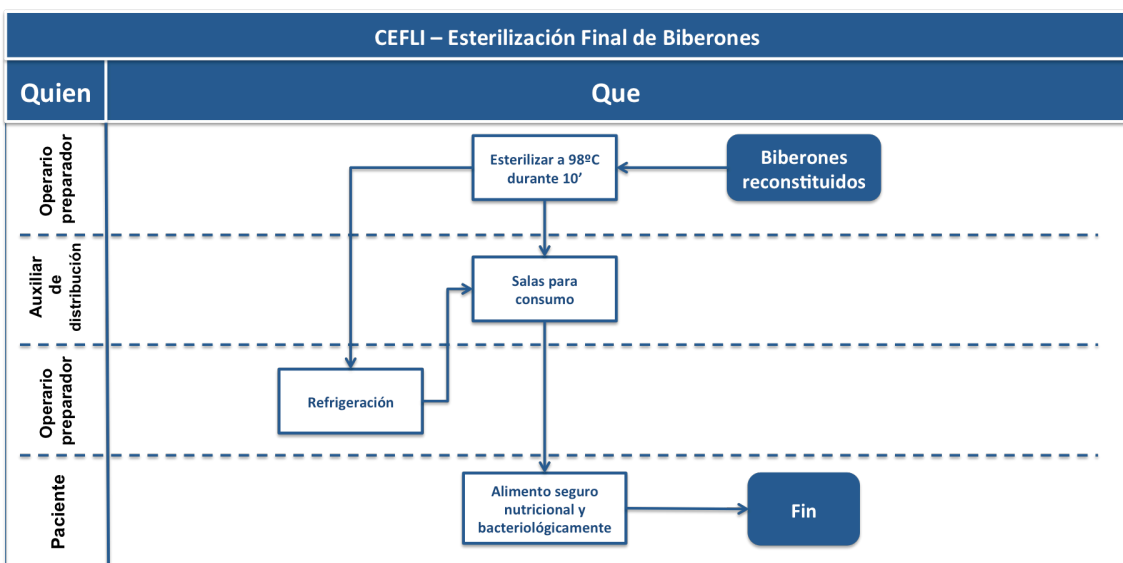 CEFLI – Esterilización Final de Biberones
Quien
Que
Operario
preparador
Esterilizar a 98ºC
durante 10’
Biberones
reconstituidos
Auxiliar
de
distribución
Salas para
consumo
Operario
preparador
Refrigeración
Paciente
Alimento seguro
nutricional y
bacteriológicamente
Fin